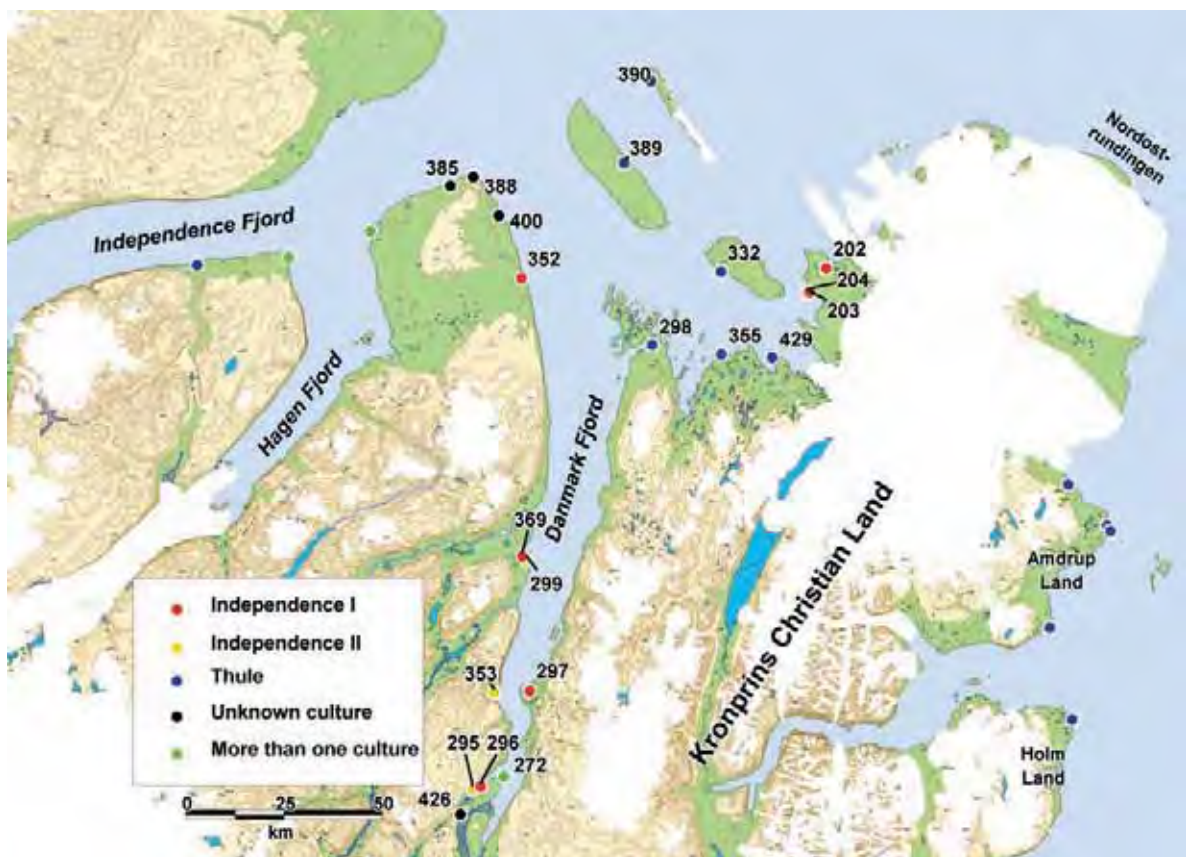 390
Nordost-
rundingen
389
385
388
400
Independence Fjord
352
332
202
204
203
298
355
429
Hagen Fjord
Danmark Fjord
369
299
Kronprins Christian Land
Amdrup
Land
Independence I
Independence II
Thule
Unknown culture
More than one culture
353
297
295
296
272
426
Holm
Land
0
25
50
km